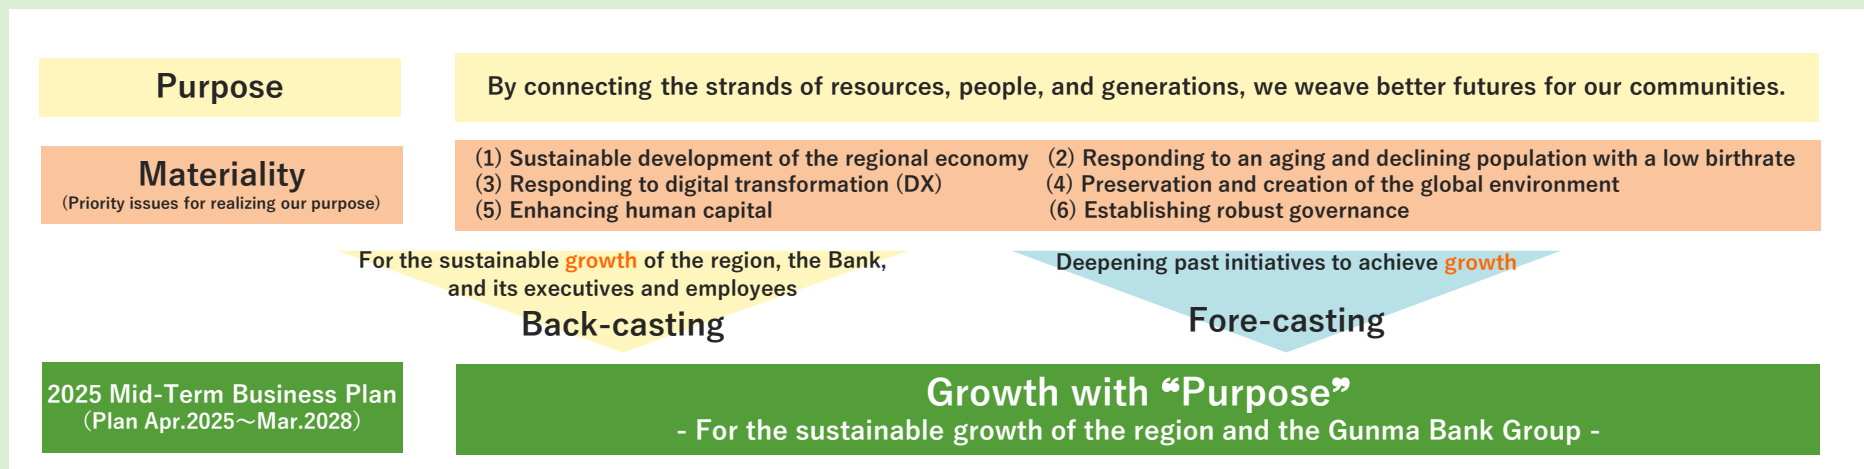 Purpose
By connecting the strands of resources, people, and generations, we weave better futures for our communities.
Materiality
(Priority issues for realizing our purpose)
(1) Sustainable development of the regional economy (2) Responding to an aging and declining population with a low birthrate
(3) Responding to digital transformation (DX) (4) Preservation and creation of the global environment
(5) Enhancing human capital (6) Establishing robust governance
For the sustainable growth of the region, the Bank,
and its executives and employees
Back-casting
Deepening past initiatives to achieve growth
Fore-casting
2025 Mid-Term Business Plan
(Plan Apr.2025～Mar.2028)
Growth with “Purpose”
- For the sustainable growth of the region and the Gunma Bank Group -